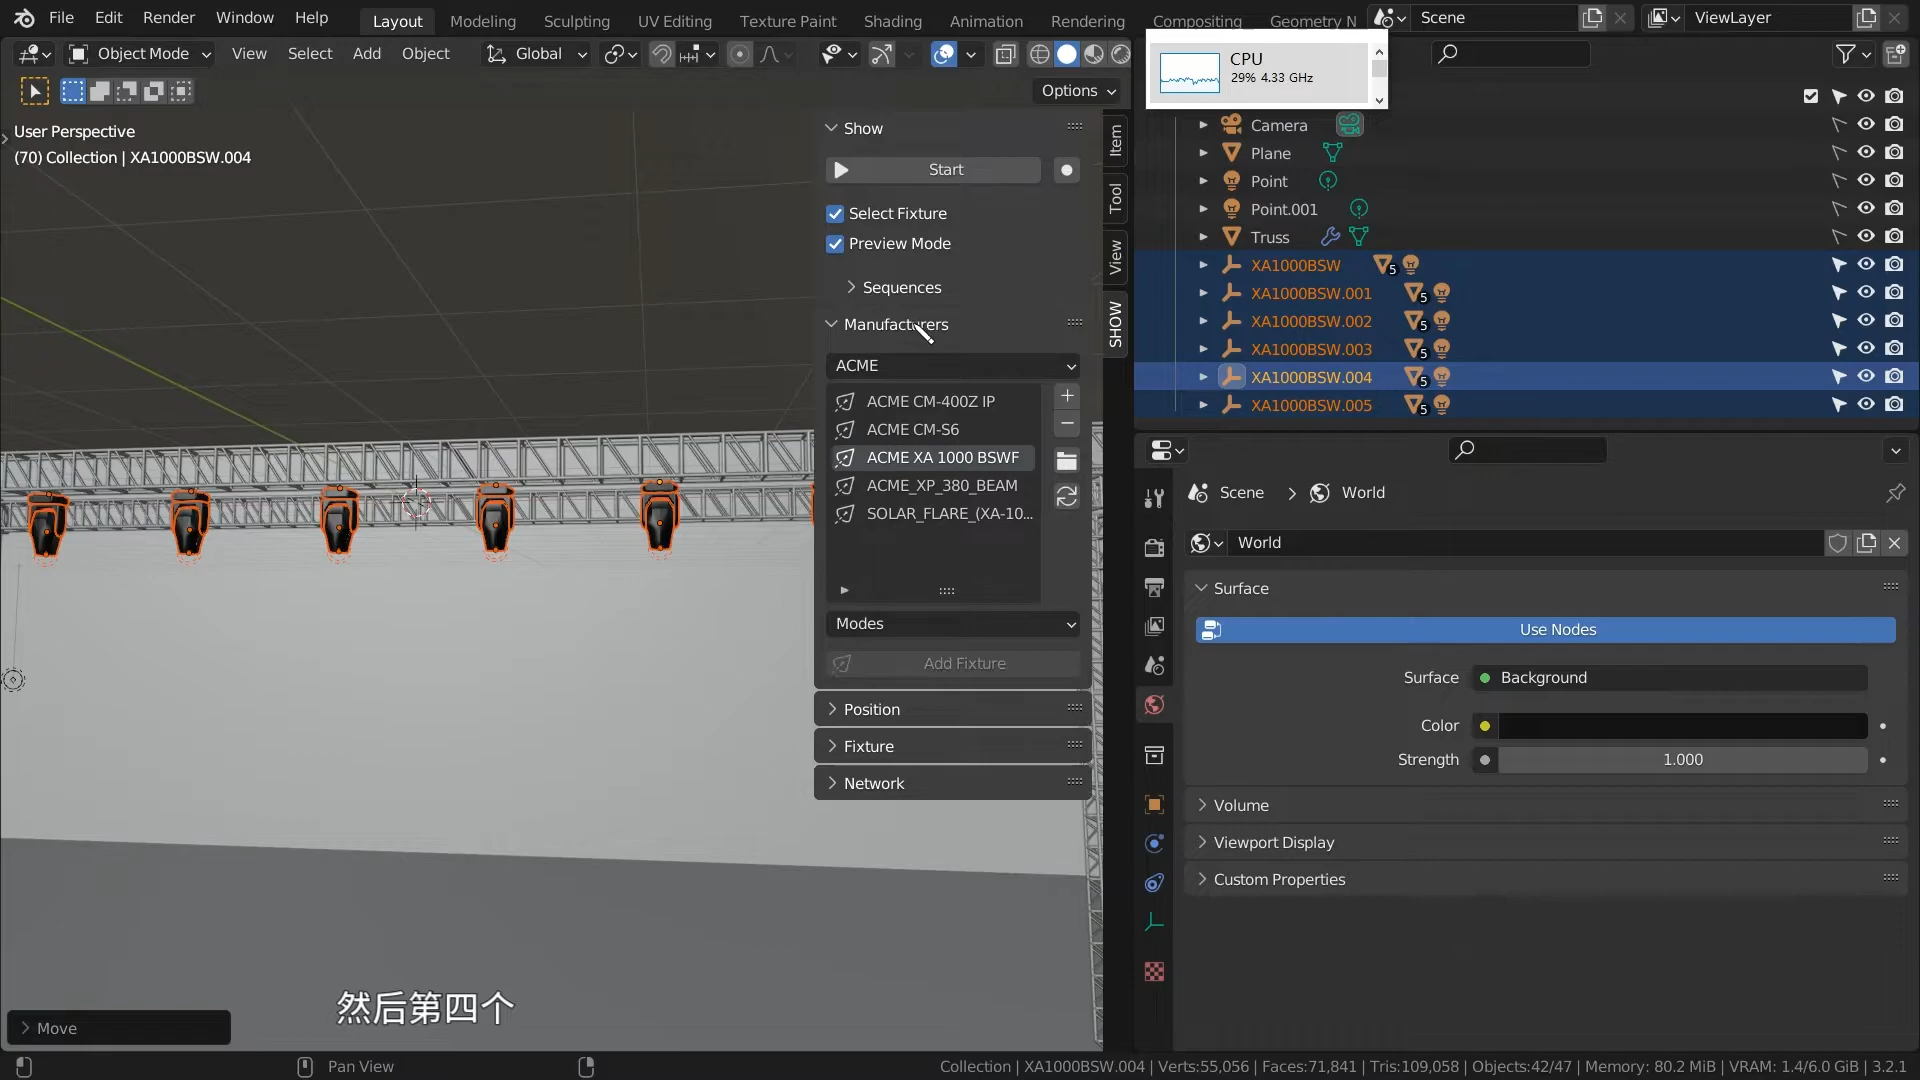 File Edit Render Window Help
Layout Modeling Sculpting UV Editing Texture Paint Shading Animation Rendering Compositing Geometry N
Scene
ViewLayer
Object Mode View Select Add Object
Global
Options
CPU
29% 4.33 GHz
User Perspective
(70) Collection | XA1000BSW.004
Show
Start
Select Fixture
Preview Mode
Sequences
Manufacturers
ACME
ACME CM-400Z IP
ACME CM-S6
ACME XA 1000 BSWF
ACME_XP_380_BEAM
SOLAR_FLARE_(XA-10...
Modes
Add Fixture
Position
Fixture
Network
Item
Tool
View
SHOW
Camera
Plane
Point
Point.001
Truss
XA1000BSW 5
XA1000BSW.001 5
XA1000BSW.002 5
XA1000BSW.003 5
XA1000BSW.004 5
XA1000BSW.005 5
Scene World
World
Surface
Use Nodes
Surface Background
Color
Strength 1.000
Volume
Viewport Display
Custom Properties
然后第四个
Move
Pan View
Collection | XA1000BSW.004 | Verts:55,056 | Faces:71,841 | Tris:109,058 | Objects:42/47 | Memory: 80.2 MiB | VRAM: 1.4/6.0 GiB | 3.2.1